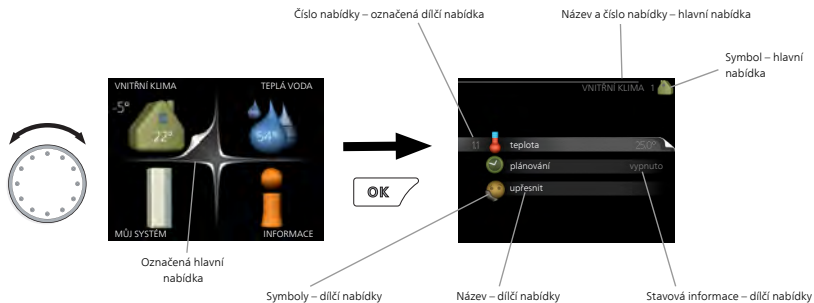 Číslo nabídky – označená dílčí nabídka
Název a číslo nabídky – hlavní nabídka
Symbol – hlavní
nabídka
VNITŘNÍ KLIMA
TEPLÁ VODA
-5°
22°
54°
MŮJ SYSTÉM
INFORMACE
OK
VNITŘNÍ KLIMA 1
1.1 teplota 25.0°
plánování vypnuto
upřesnit
Označená hlavní
nabídka
Symboly – dílčí nabídky
Název – dílčí nabídky
Stavová informace – dílčí nabídky